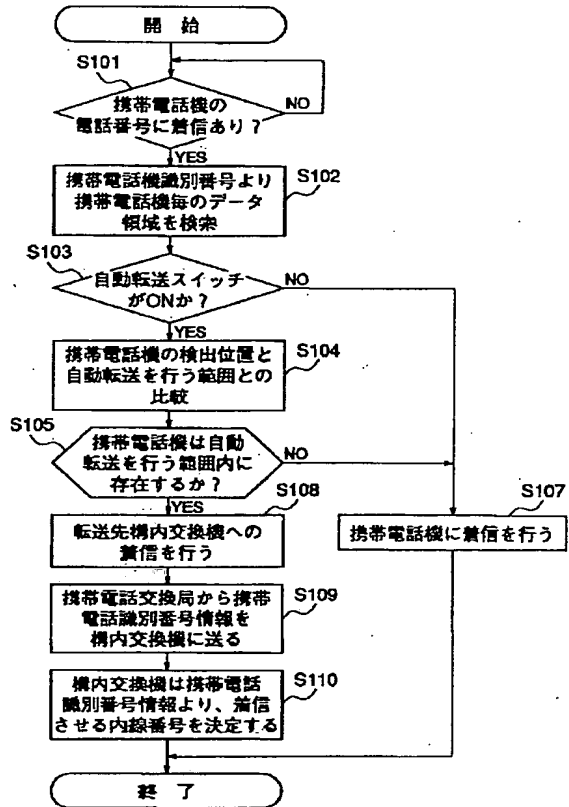 開始
S101
携帯電話機の
電話番号に着信あり？
NO
YES
S102
携帯電話機識別番号より
携帯電話機毎のデータ
領域を検索
S103
自動転送スイッチ
がONか？
NO
YES
S104
携帯電話機の検出位置と
自動転送を行う範囲との
比較
S105
携帯電話機は自動
転送を行う範囲内に
存在するか？
NO
YES
S108
転送先構内交換機への
着信を行う
S107
携帯電話機に着信を行う
S109
携帯電話交換局から携帯
電話識別番号情報を
構内交換機に送る
S110
構内交換機は携帯電話
識別番号情報より、着信
させる内線番号を決定する
終了